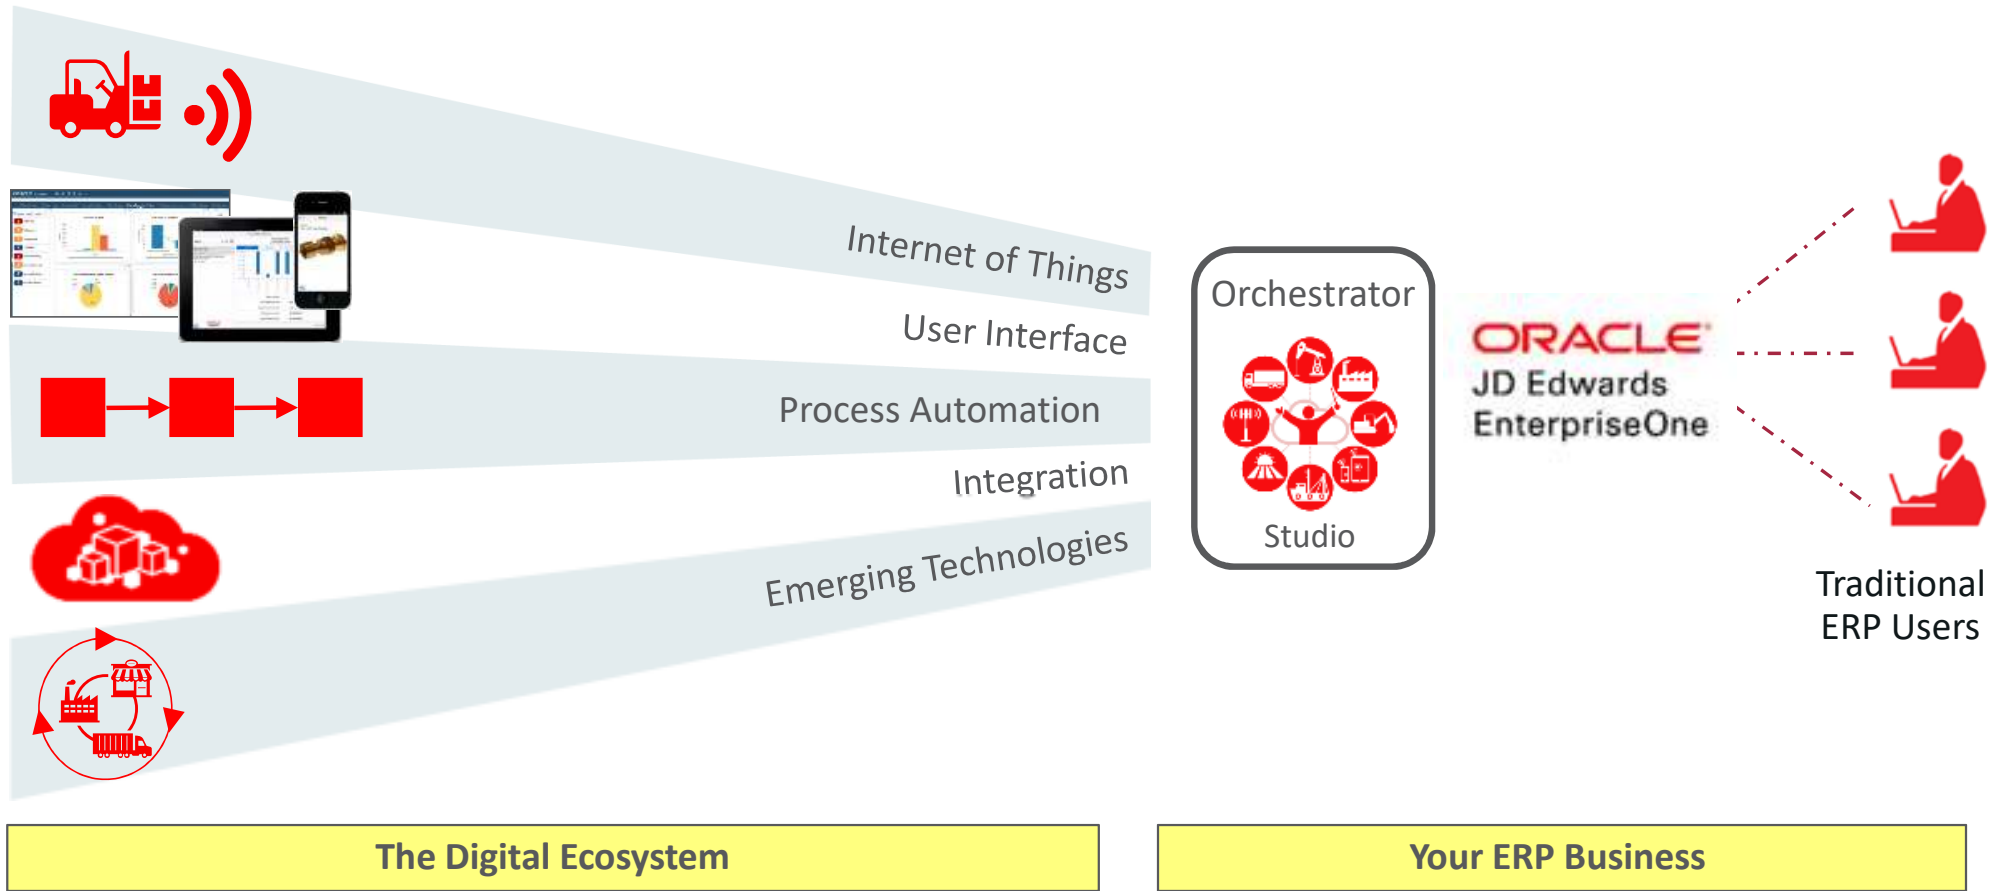 Internet of Things
User Interface
Process Automation
Integration
Emerging Technologies
Orchestrator
Studio
ORACLE
JD Edwards
EnterpriseOne
Traditional
ERP Users
The Digital Ecosystem
Your ERP Business